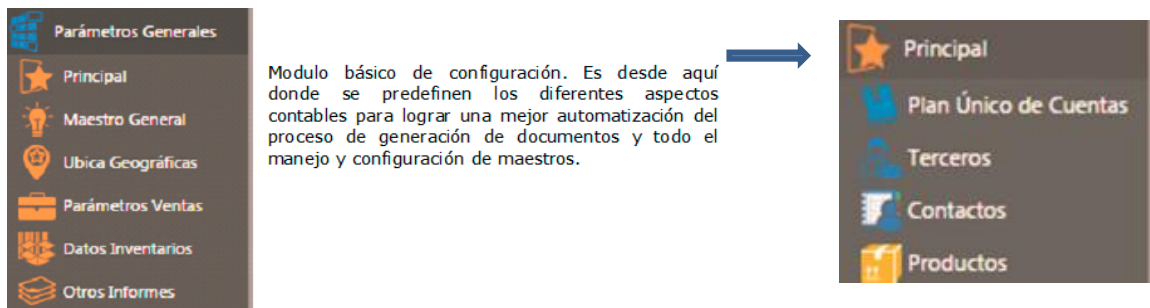 Parámetros Generales
Principal
Maestro General
Ubica Geográficas
Parámetros Ventas
Datos Inventarios
Otros Informes
Modulo básico de configuración. Es desde aquí
donde se predefinen los diferentes aspectos
contables para lograr una mejor automatización del
proceso de generación de documentos y todo el
manejo y configuración de maestros.
Principal
Plan Único de Cuentas
Terceros
Contactos
Productos